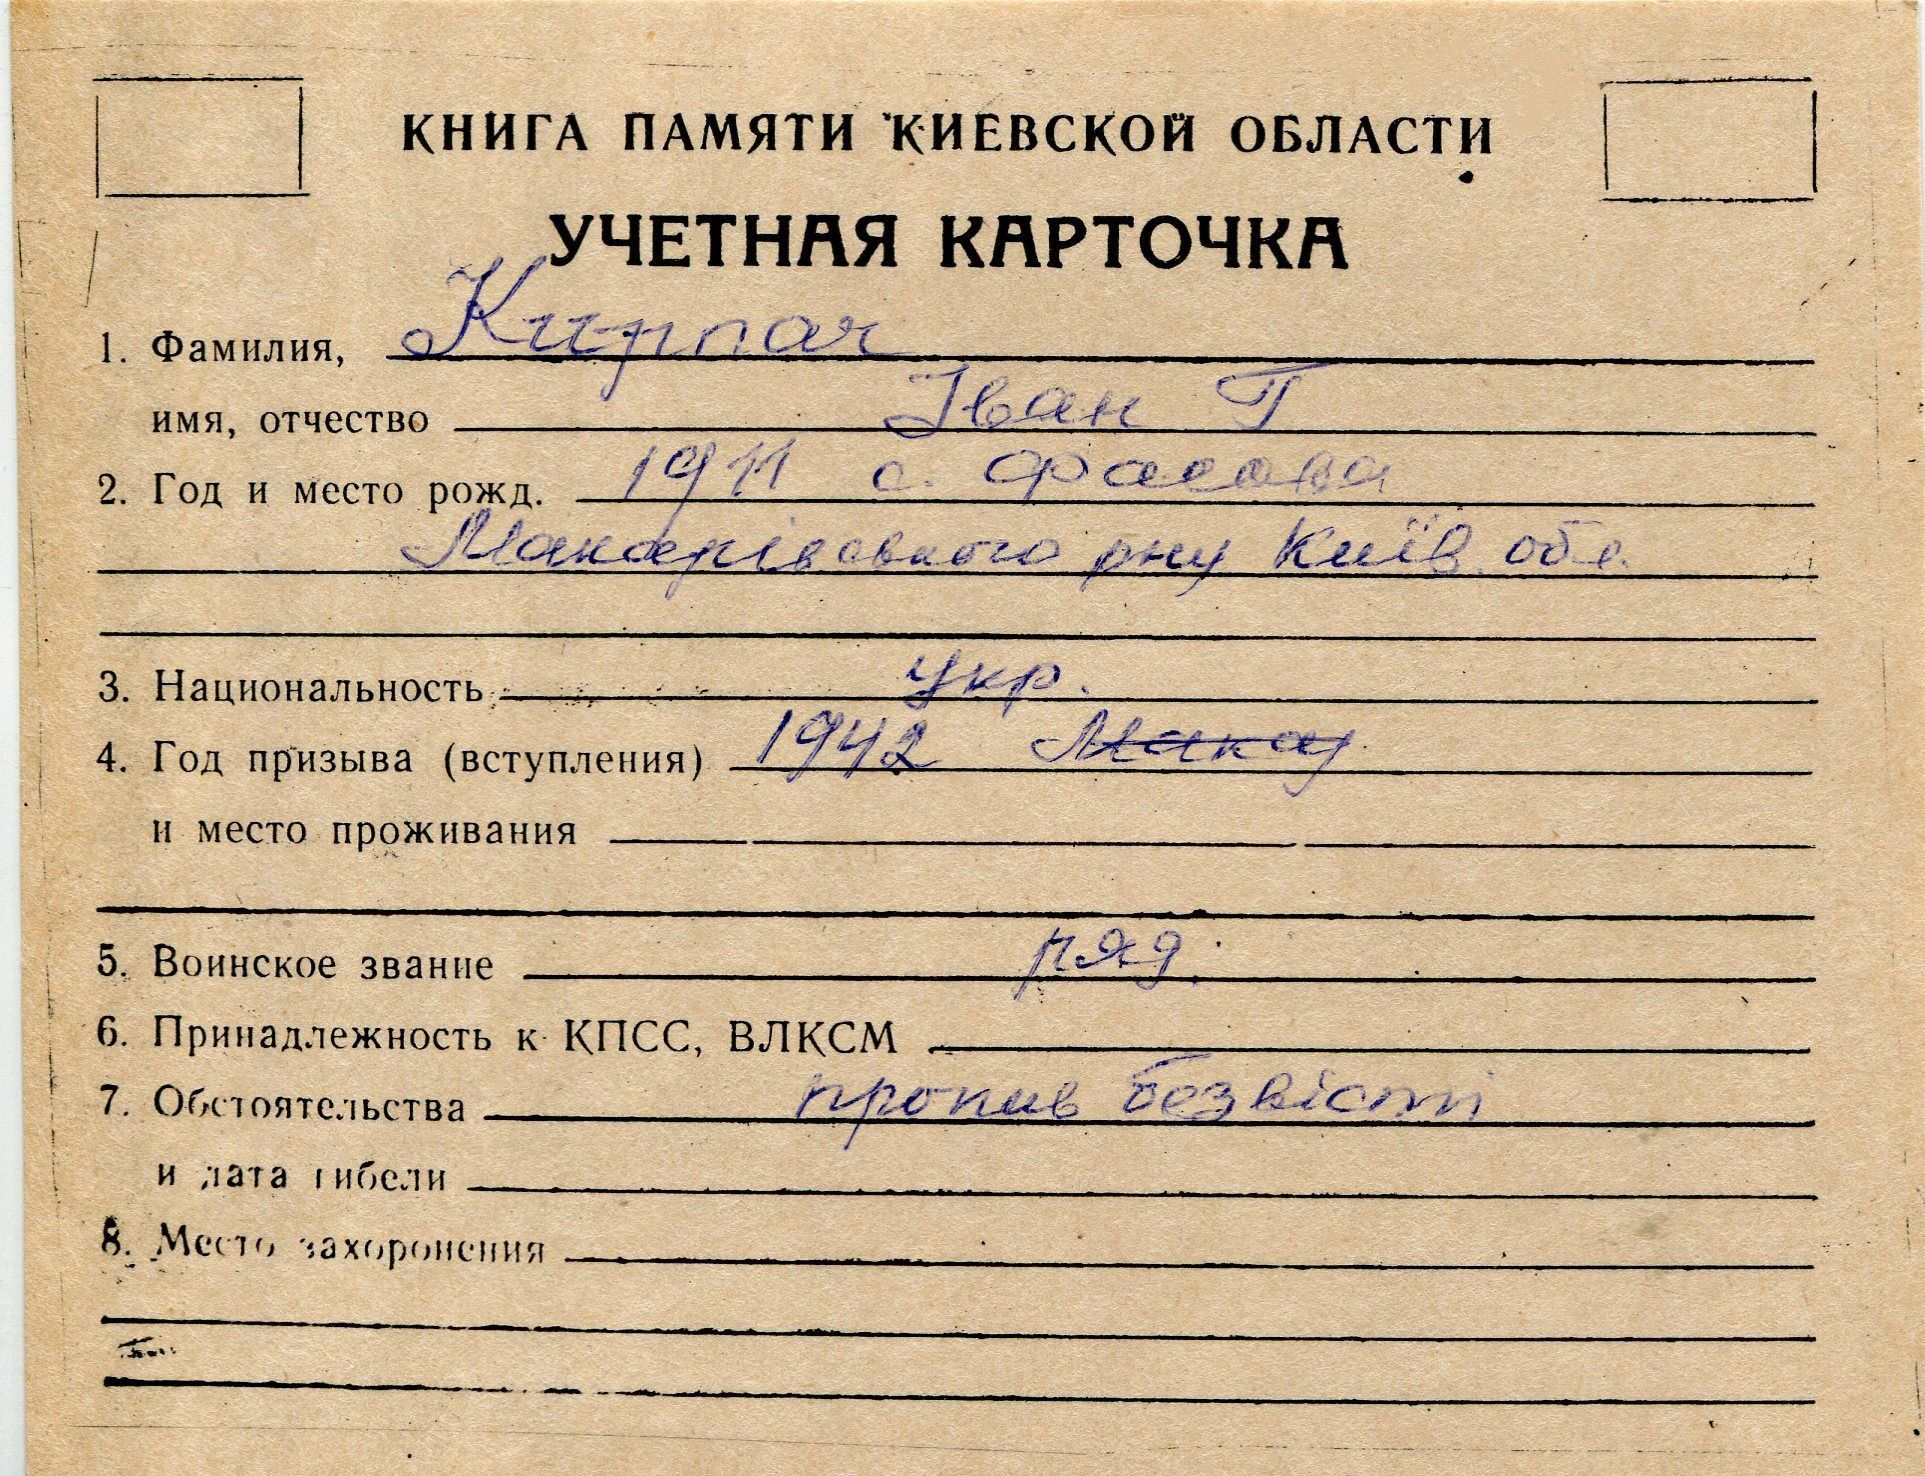 КНИГА ПАМЯТИ КИЕВСКОЙ ОБЛАСТИ
УЧЕТНАЯ КАРТОЧКА
1. Фамилия, Кирпач
имя, отчество Іван Г
2. Год и место рожд. 1911 с. Фасова
Макарівського рну Київ. обл.
3. Национальность укр.
4. Год призыва (вступления) 1942 Макар
и место проживания
5. Воинское звание ряд.
6. Принадлежность к КПСС, ВЛКСМ
7. Обстоятельства пропав безвісти
и дата гибели
8. Место захоронения